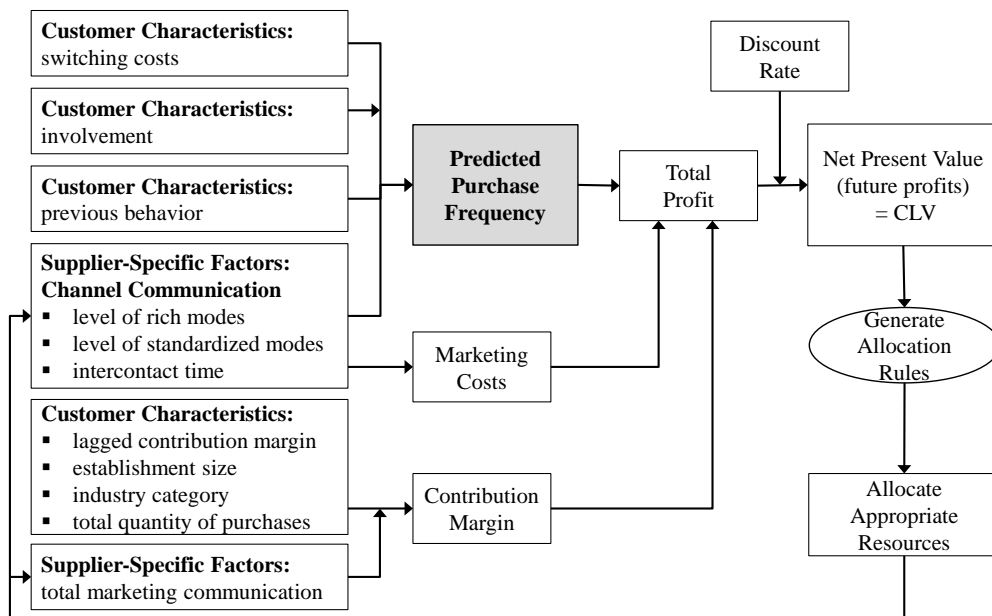 Customer Characteristics:
switching costs
Customer Characteristics:
involvement
Customer Characteristics:
previous behavior
Supplier-Specific Factors:
Channel Communication
▪ level of rich modes
▪ level of standardized modes
▪ intercontact time
Customer Characteristics:
▪ lagged contribution margin
▪ establishment size
▪ industry category
▪ total quantity of purchases
Supplier-Specific Factors:
total marketing communication
Predicted
Purchase
Frequency
Marketing
Costs
Contribution
Margin
Total
Profit
Discount
Rate
Net Present Value
(future profits)
= CLV
Generate
Allocation
Rules
Allocate
Appropriate
Resources